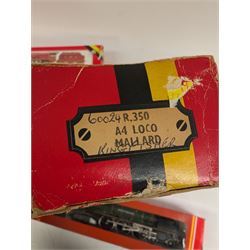 60024 R.350
A4 LOCO
MALLARD
KINGFISHER